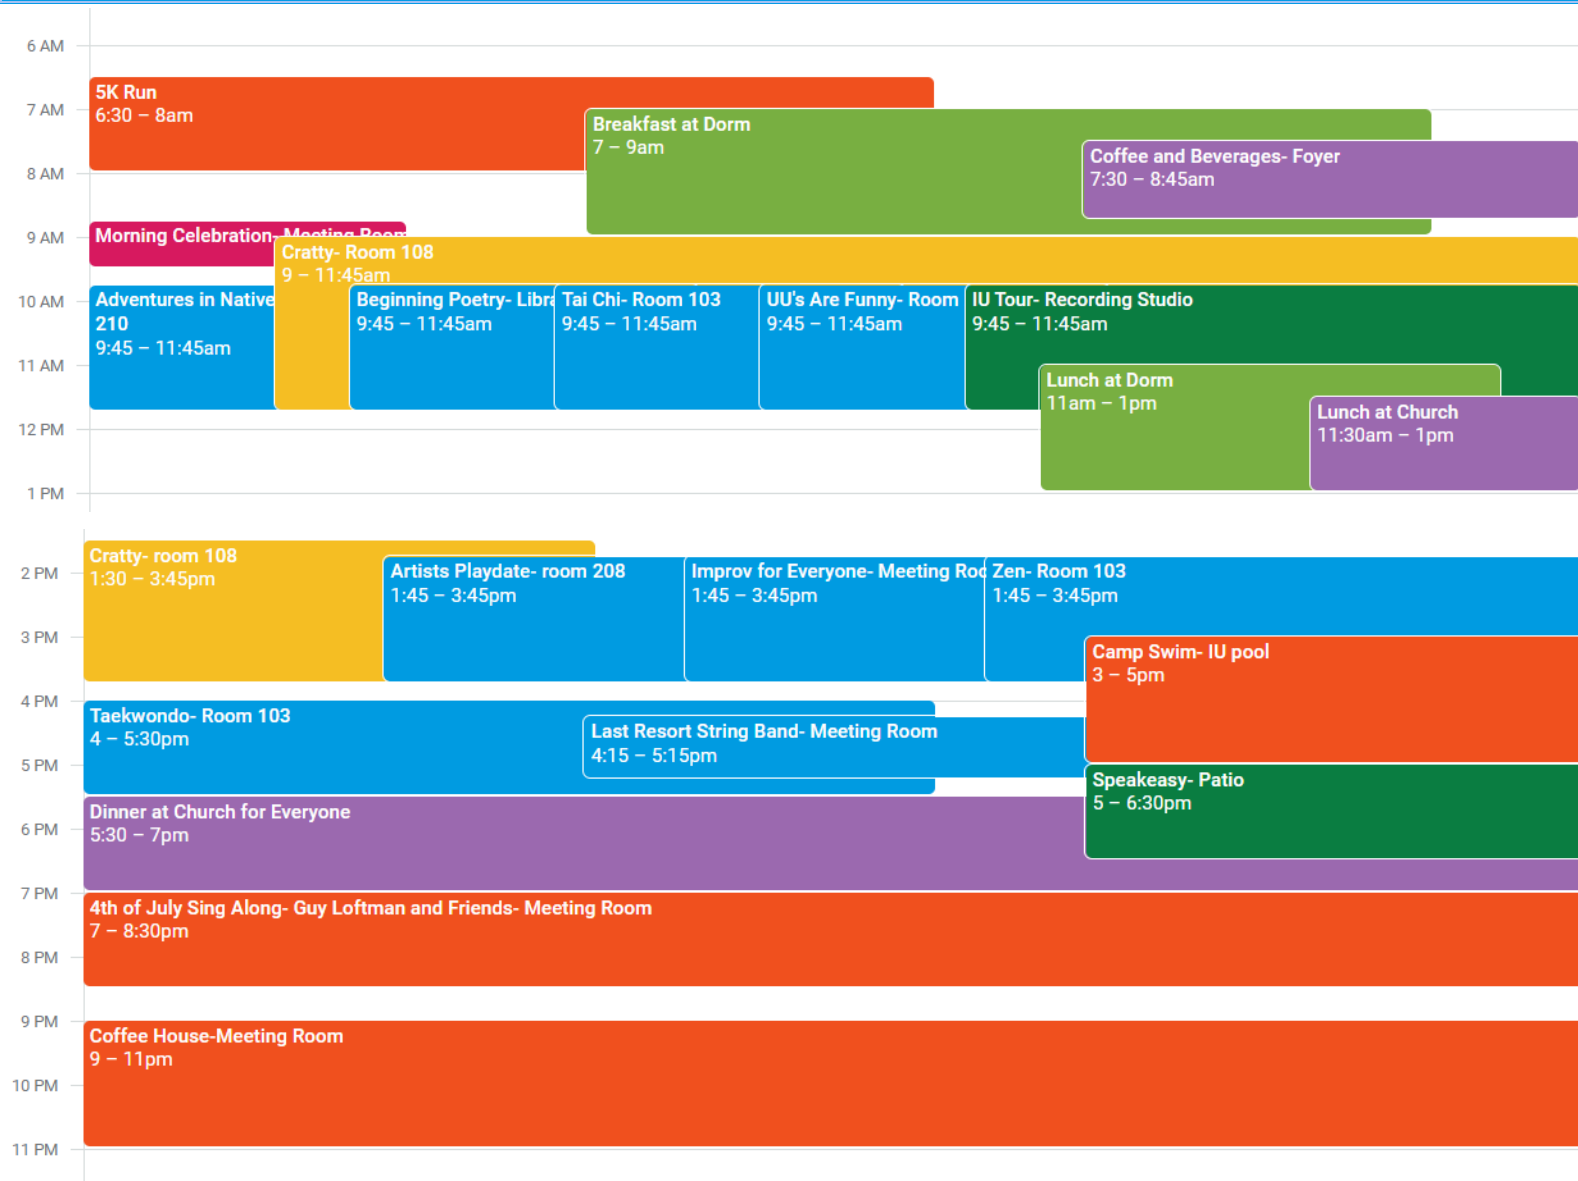 6 AM
5K Run
6:30 – 8am
7 AM
Breakfast at Dorm
7 – 9am
Coffee and Beverages- Foyer
7:30 – 8:45am
8 AM
9 AM
Morning Celebration- Meeting Room
Cratty- Room 108
9 – 11:45am
10 AM
Adventures in Native
210
9:45 – 11:45am
Beginning Poetry- Libra
9:45 – 11:45am
Tai Chi- Room 103
9:45 – 11:45am
UU's Are Funny- Room
9:45 – 11:45am
IU Tour- Recording Studio
9:45 – 11:45am
11 AM
Lunch at Dorm
11am – 1pm
Lunch at Church
11:30am – 1pm
12 PM
1 PM
Cratty- room 108
1:30 – 3:45pm
2 PM
Artists Playdate- room 208
1:45 – 3:45pm
Improv for Everyone- Meeting Roo
1:45 – 3:45pm
Zen- Room 103
1:45 – 3:45pm
3 PM
Camp Swim- IU pool
3 – 5pm
4 PM
Taekwondo- Room 103
4 – 5:30pm
Last Resort String Band- Meeting Room
4:15 – 5:15pm
5 PM
Speakeasy- Patio
5 – 6:30pm
Dinner at Church for Everyone
5:30 – 7pm
6 PM
7 PM
4th of July Sing Along- Guy Loftman and Friends- Meeting Room
7 – 8:30pm
8 PM
9 PM
Coffee House-Meeting Room
9 – 11pm
10 PM
11 PM